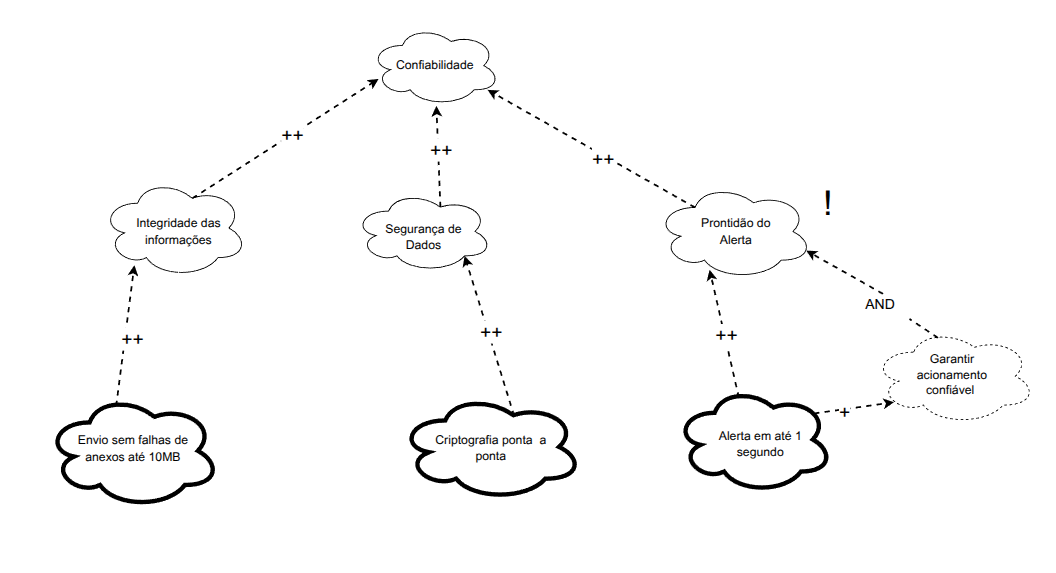 Confiabilidade
++
++
++
!
Integridade das
informações
Segurança de
Dados
Prontidão do
Alerta
AND
++
++
++
Garantir
acionamento
confiável
+
Envio sem falhas de
anexos até 10MB
Criptografia ponta a
ponta
Alerta em até 1
segundo